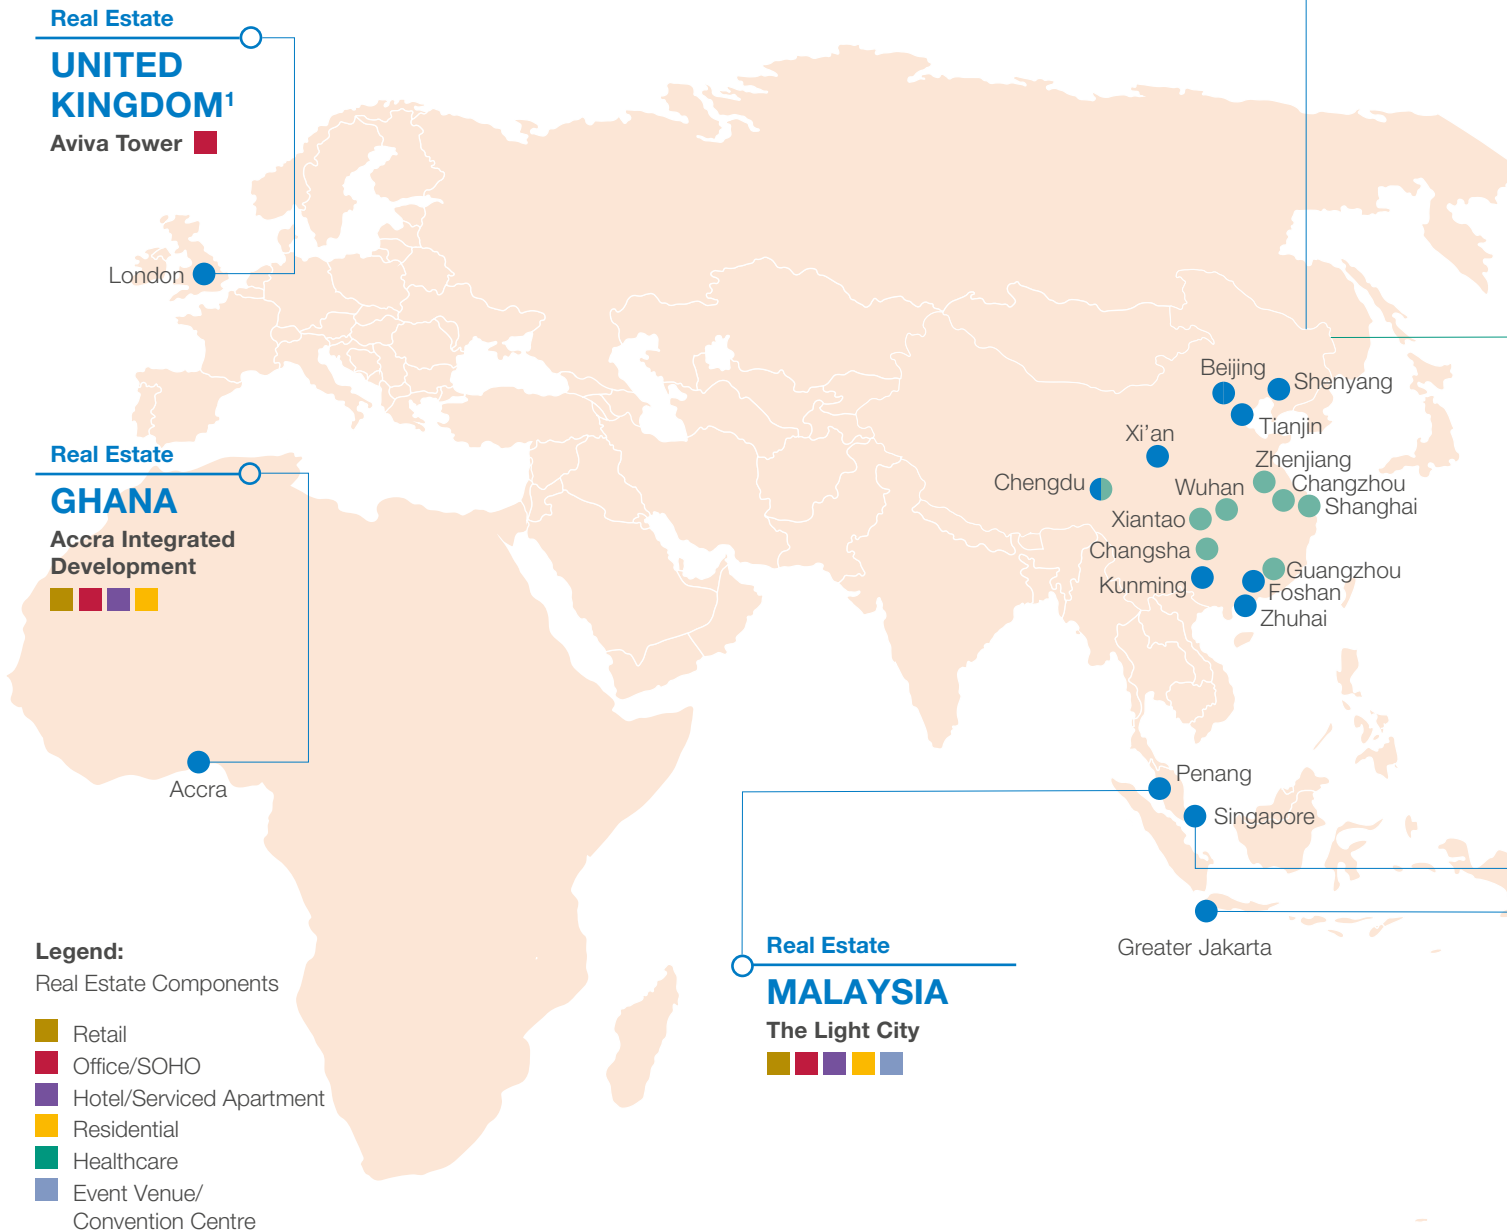 Real Estate
UNITED
KINGDOM¹
Aviva Tower
London
Real Estate
GHANA
Accra Integrated
Development
Accra
Beijing
Shenyang
Tianjin
Xi’an
Zhenjiang
Chengdu
Wuhan
Changzhou
Shanghai
Xiantao
Changsha
Guangzhou
Kunming
Foshan
Zhuhai
Penang
Singapore
Greater Jakarta
Real Estate
MALAYSIA
The Light City
Legend:
Real Estate Components
Retail
Office/SOHO
Hotel/Serviced Apartment
Residential
Healthcare
Event Venue/
Convention Centre